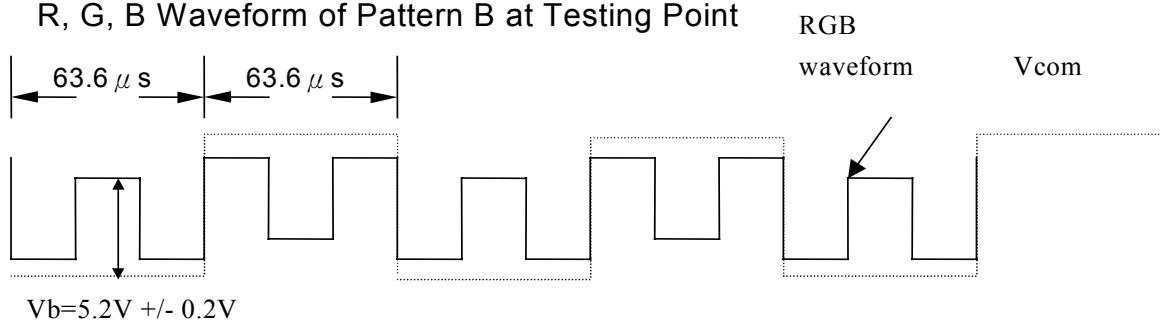 R, G, B Waveform of Pattern B at Testing Point
RGB
waveform
Vcom
63.6 μ s
63.6 μ s
Vb=5.2V +/- 0.2V